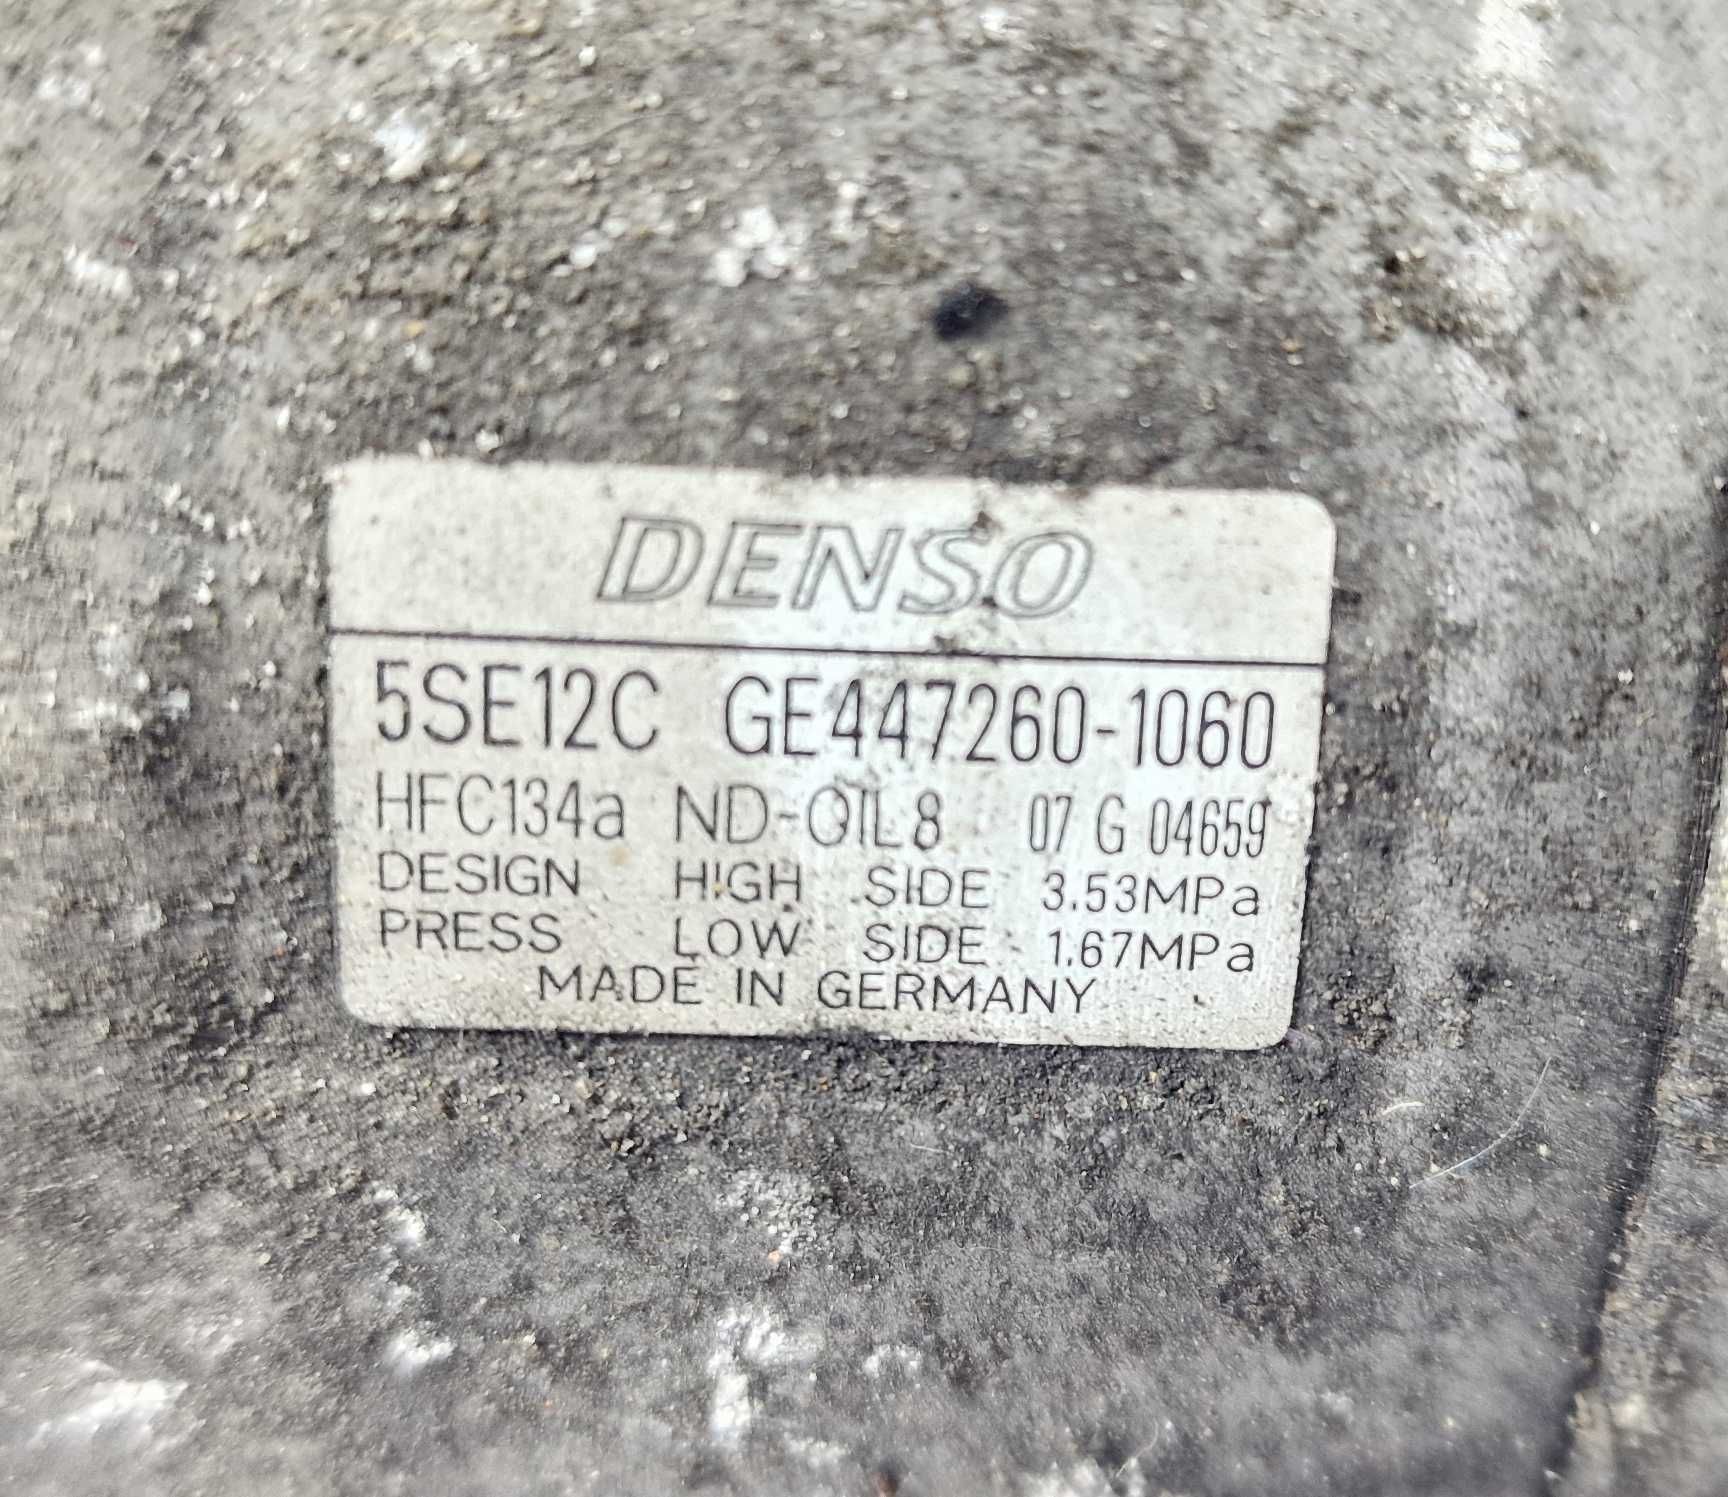 DENSO
5SE12C GE447260-1060
HFC134a ND-OIL8 07 G 04659
DESIGN HIGH SIDE 3.53MPa
PRESS LOW SIDE 1.67MPa
MADE IN GERMANY